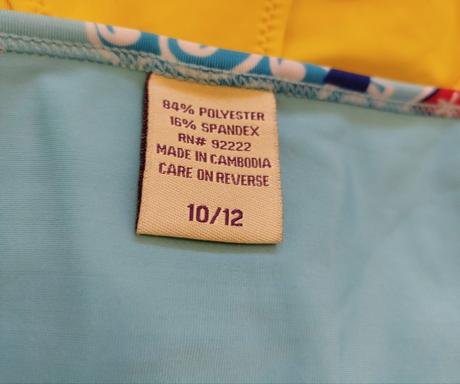 84% POLYESTER
16% SPANDEX
RN# 92222
MADE IN CAMBODIA
CARE ON REVERSE
10/12